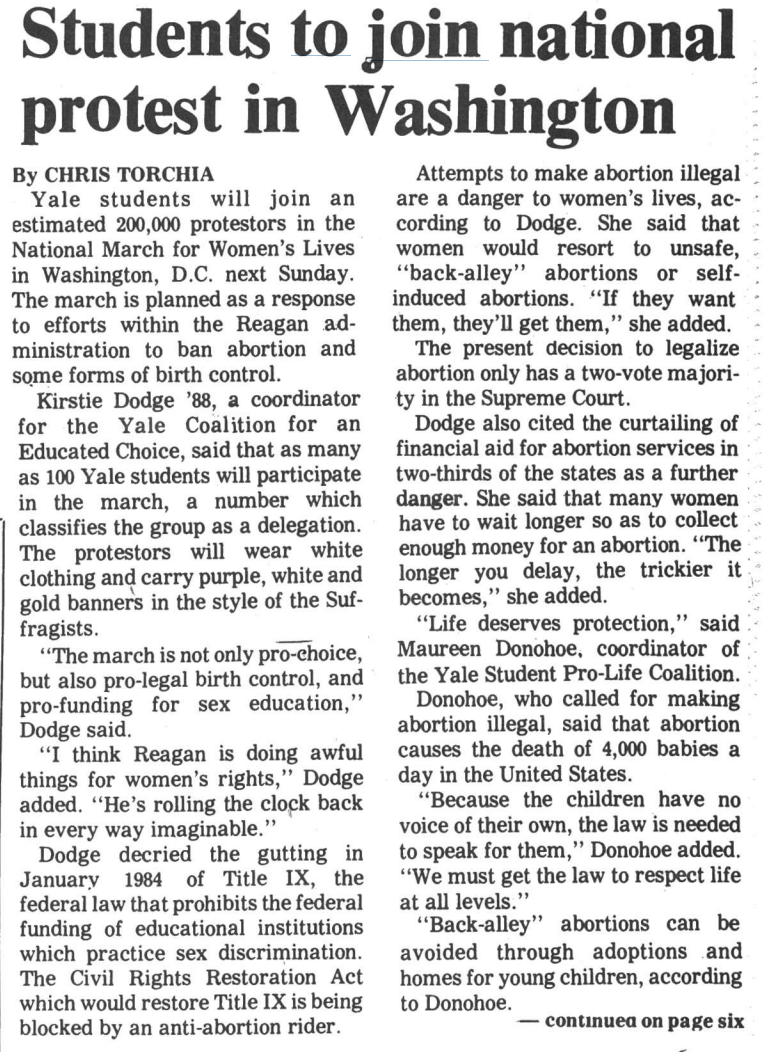 Students to join national
protest in Washington
By CHRIS TORCHIA
Yale students will join an
estimated 200,000 protestors in the
National March for Women's Lives
in Washington, D.C. next Sunday.
The march is planned as a response
to efforts within the Reagan ad-
ministration to ban abortion and
some forms of birth control.
Kirstie Dodge '88, a coordinator
for the Yale Coalition for an
Educated Choice, said that as many
as 100 Yale students will participate
in the march, a number which
classifies the group as a delegation.
The protestors will wear white
clothing and carry purple, white and
gold banners in the style of the Suf-
fragists.
"The march is not only pro-choice,
but also pro-legal birth control, and
pro-funding for sex education,"
Dodge said.
"I think Reagan is doing awful
things for women's rights," Dodge
added. "He's rolling the clock back
in every way imaginable."
Dodge decried the gutting in
January 1984 of Title IX, the
federal law that prohibits the federal
funding of educational institutions
which practice sex discrimination.
The Civil Rights Restoration Act
which would restore Title IX is being
blocked by an anti-abortion rider.
Attempts to make abortion illegal
are a danger to women's lives, ac-
cording to Dodge. She said that
women would resort to unsafe,
"back-alley" abortions or self-
induced abortions. "If they want
them, they'll get them," she added.
The present decision to legalize
abortion only has a two-vote majori-
ty in the Supreme Court.
Dodge also cited the curtailing of
financial aid for abortion services in
two-thirds of the states as a further
danger. She said that many women
have to wait longer so as to collect
enough money for an abortion. "The
longer you delay, the trickier it
becomes," she added.
"Life deserves protection," said
Maureen Donohoe, coordinator of
the Yale Student Pro-Life Coalition.
Donohoe, who called for making
abortion illegal, said that abortion
causes the death of 4,000 babies a
day in the United States.
"Because the children have no
voice of their own, the law is needed
to speak for them," Donohoe added.
"We must get the law to respect life
at all levels."
"Back-alley" abortions can be
avoided through adoptions and
homes for young children, according
to Donohoe.
— continued on page six